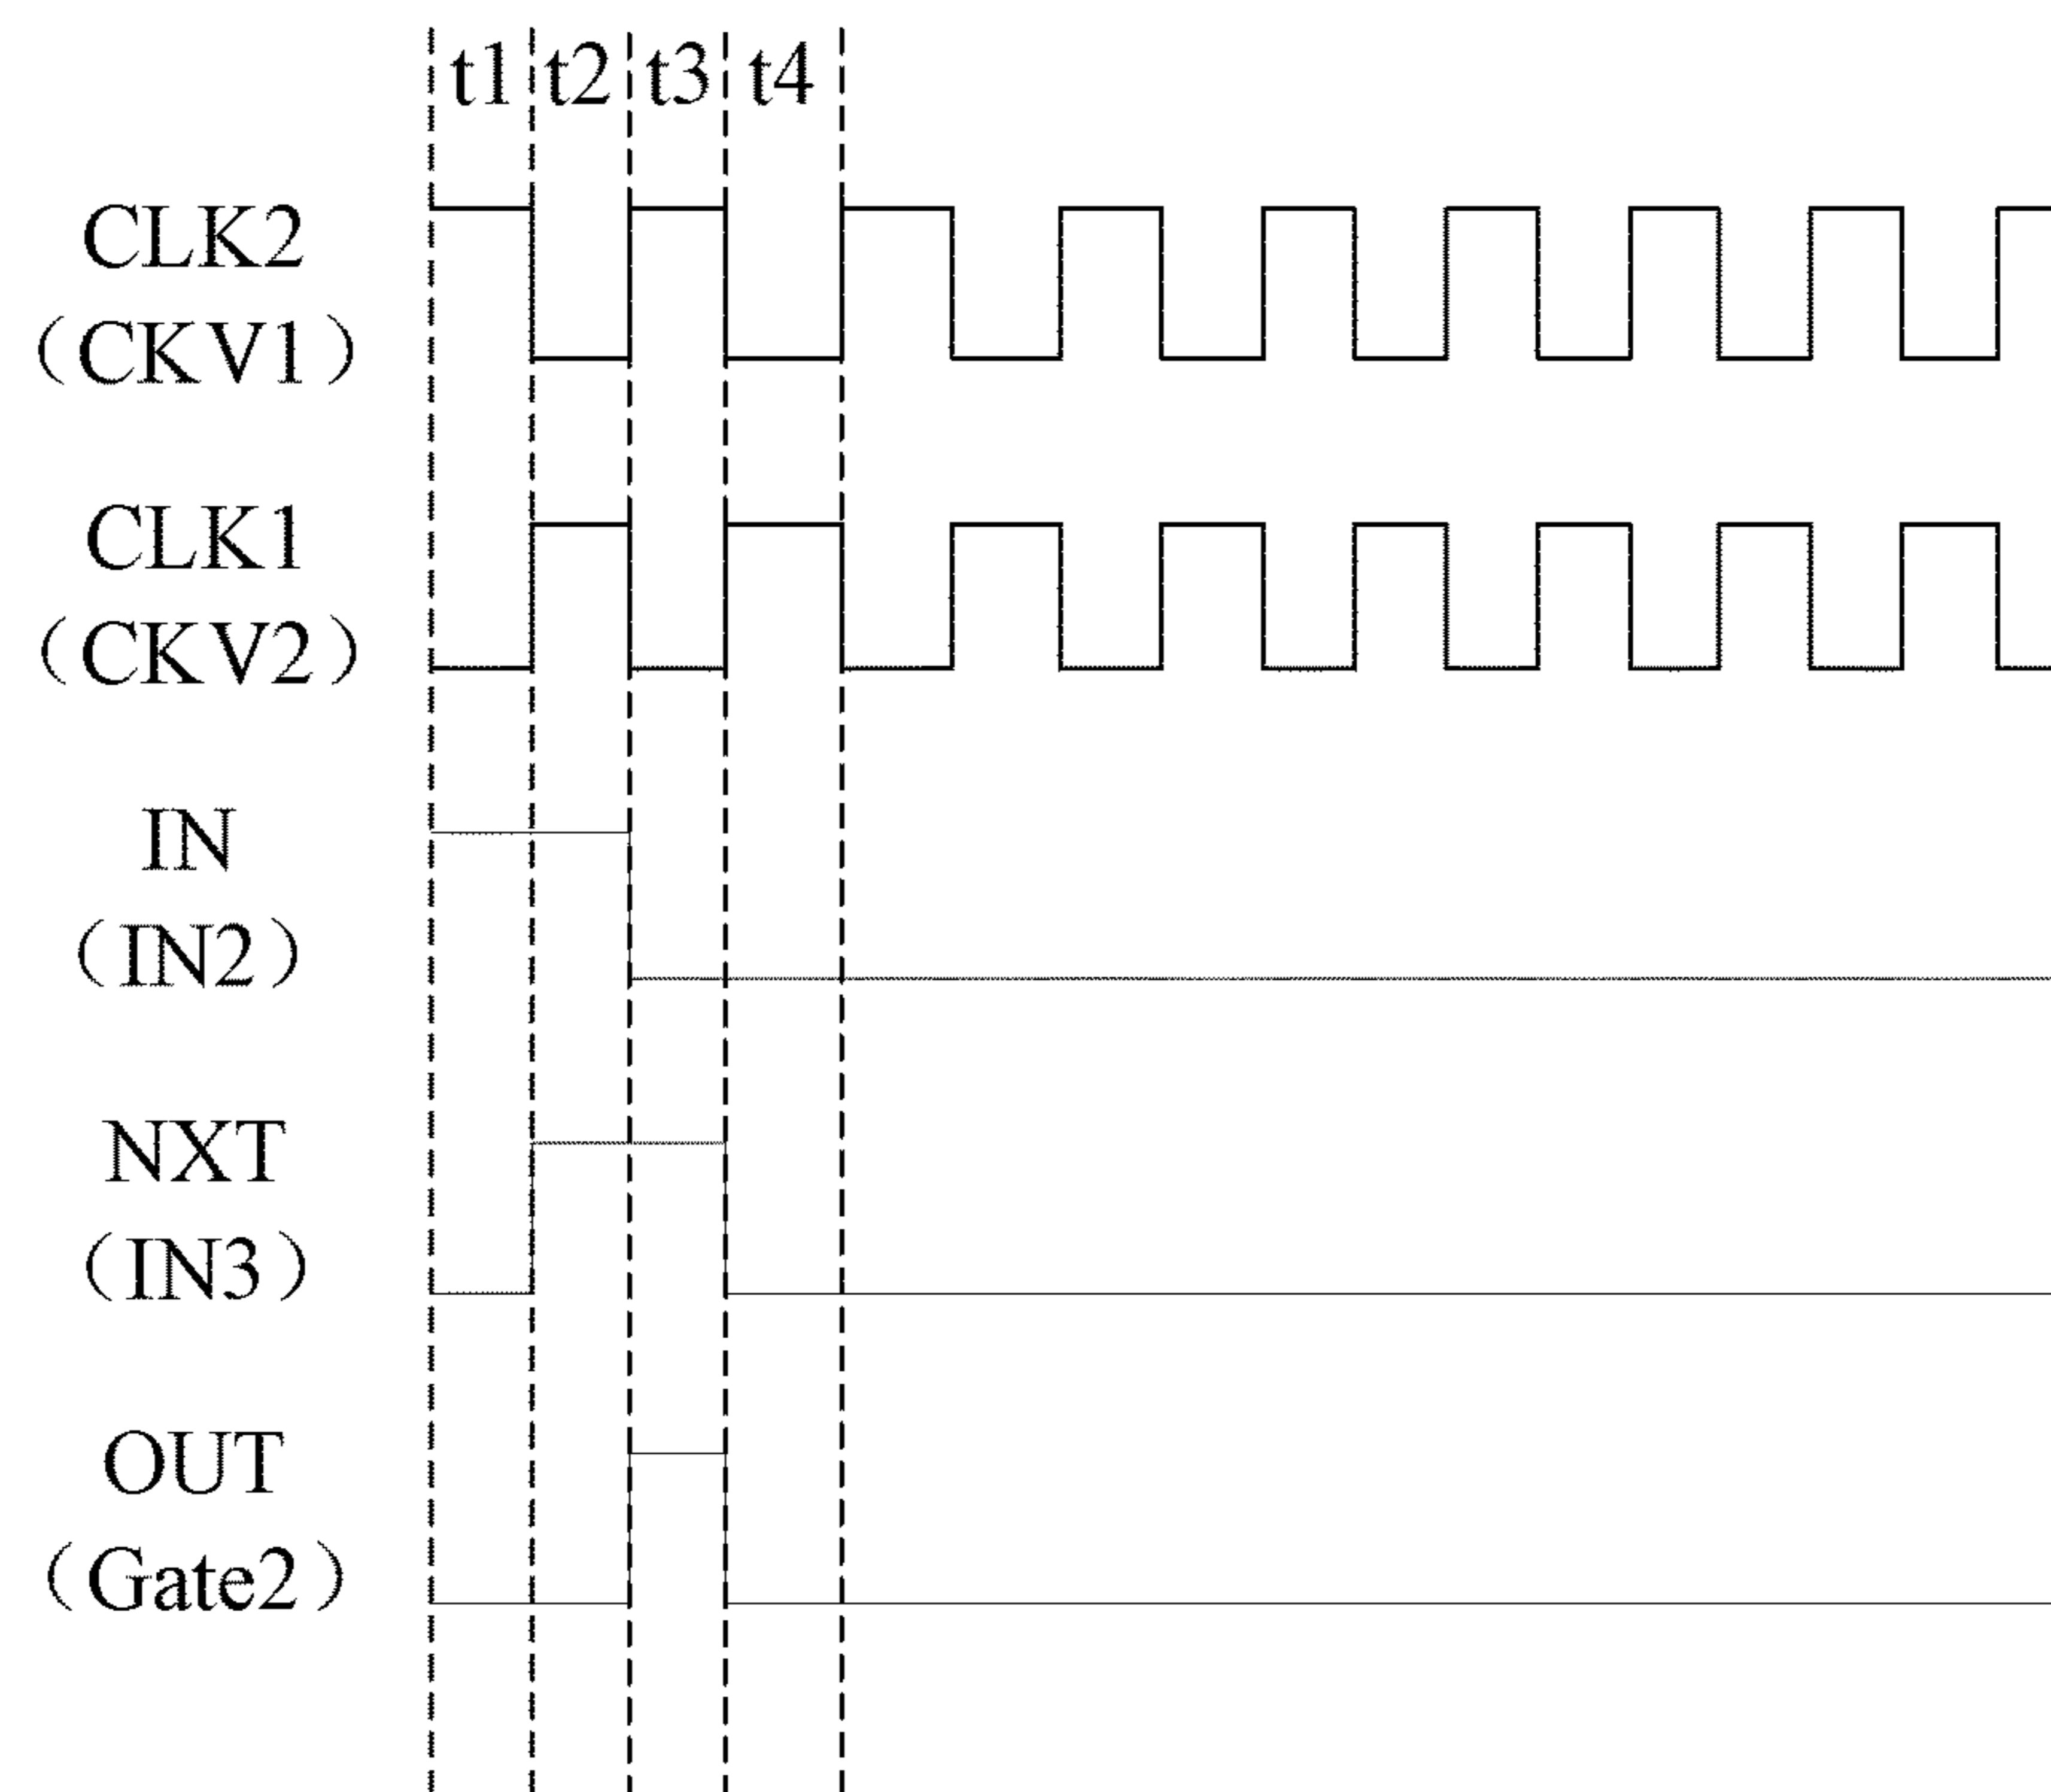 t1 t2 t3 t4
CLK2
（CKV1）
CLK1
（CKV2）
IN
（IN2）
NXT
（IN3）
OUT
（Gate2）